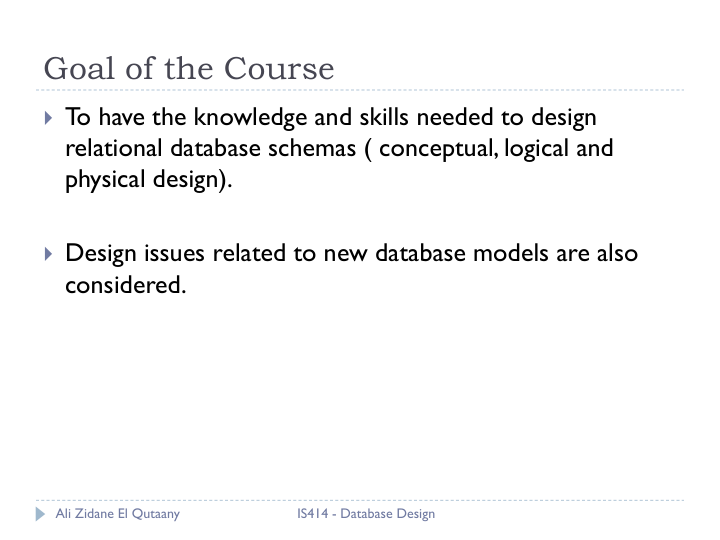 Goal of the Course
To have the knowledge and skills needed to design
relational database schemas ( conceptual, logical and
physical design).
Design issues related to new database models are also
considered.
Ali Zidane El Qutaany
IS414 - Database Design